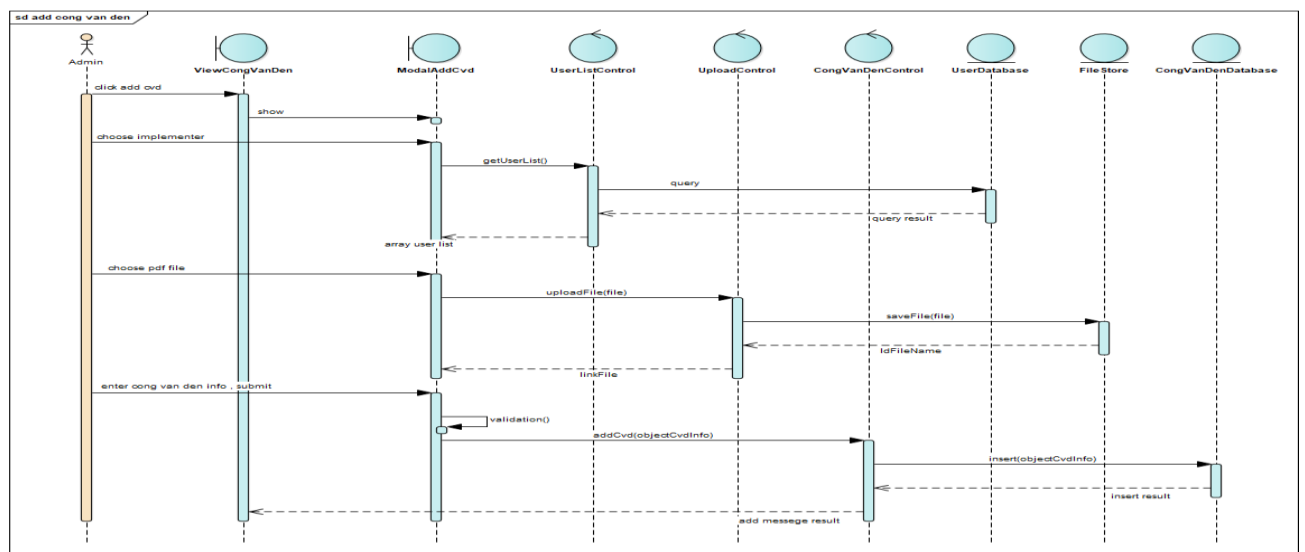 sd add cong van den
Admin
ViewCongVanDen
ModalAddCvd
UserListControl
UploadControl
CongVanDenControl
UserDatabase
FileStore
CongVanDenDatabase
click add cvd
show
choose implementer
getUserList()
query
query result
array user list
choose pdf file
uploadFile(file)
saveFile(file)
IdFileName
linkFile
enter cong van den info , submit
validation()
addCvd(objectCvdInfo)
insert(objectCvdInfo)
insert result
add messege result